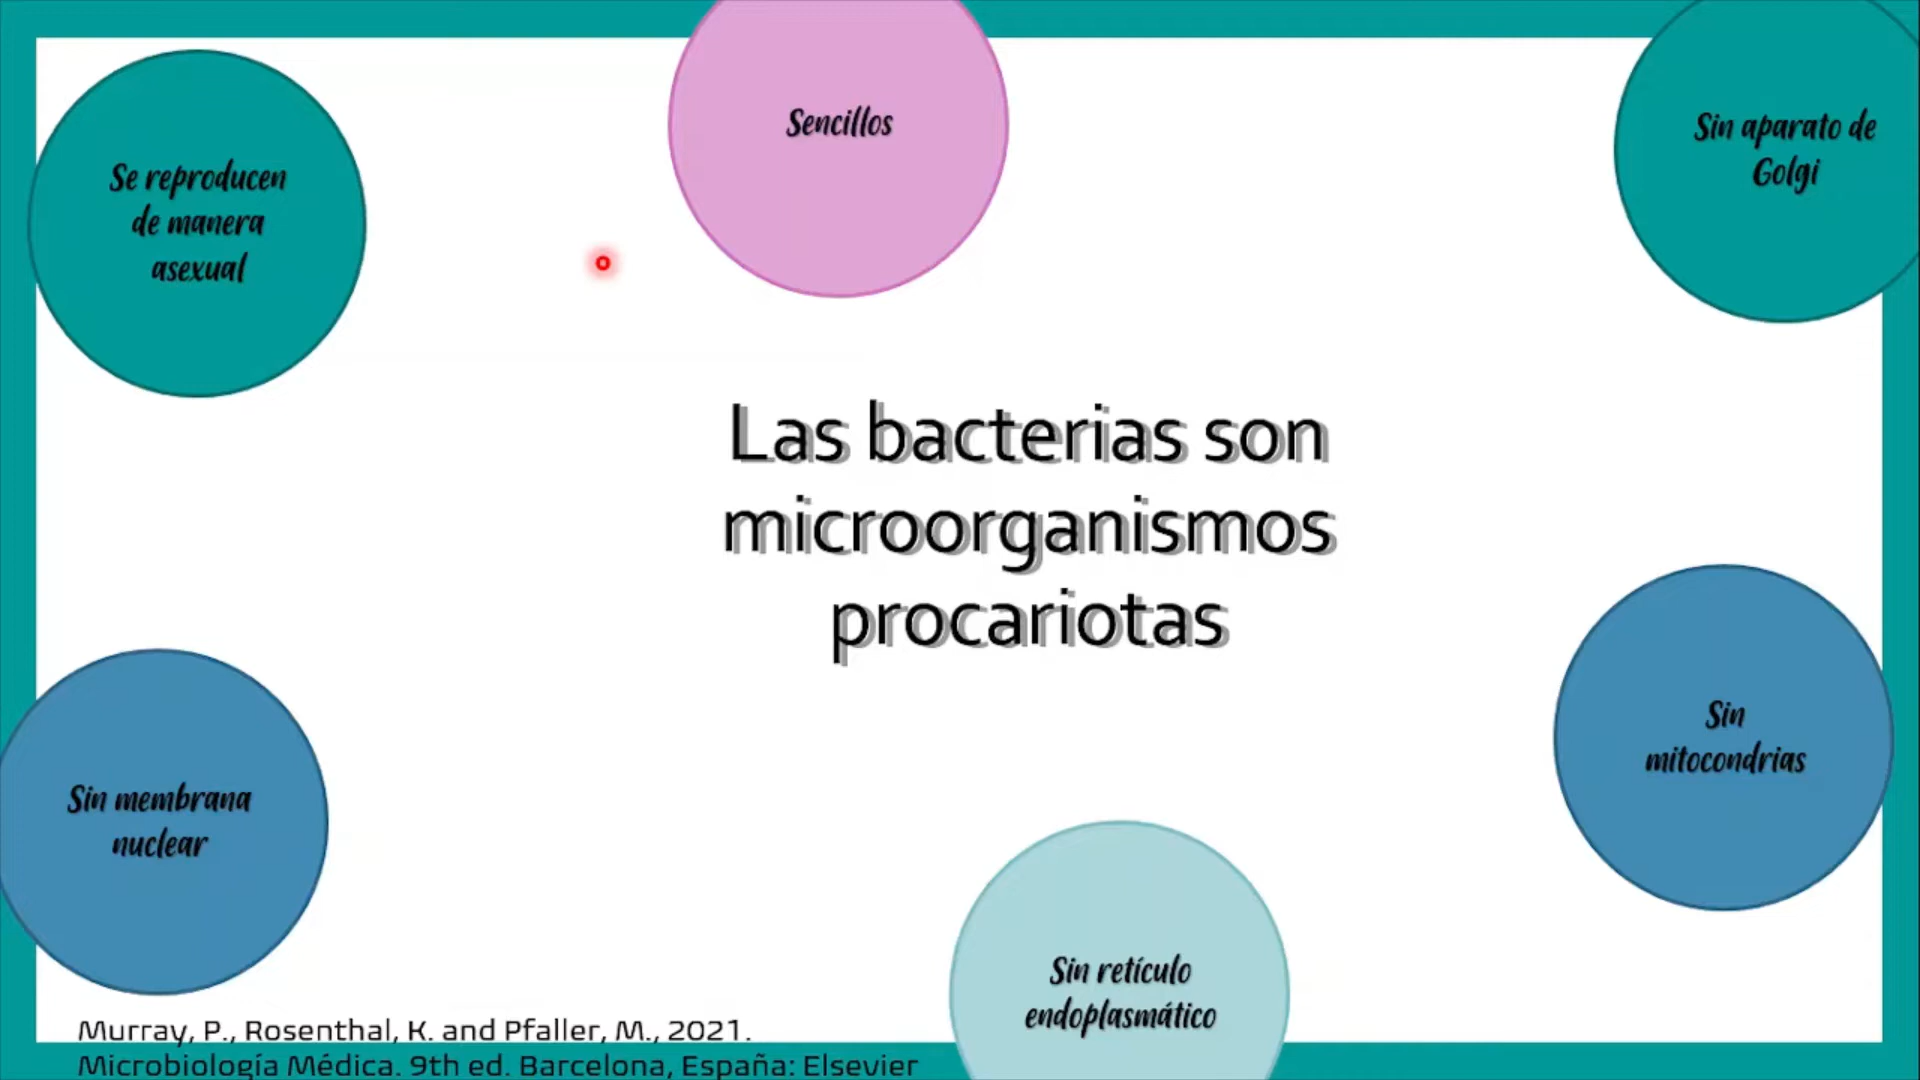 Sencillos
Sin aparato de
Golgi
Se reproducen
de manera
asexual
Las bacterias son
microorganismos
procariotas
Sin
mitocondrias
Sin membrana
nuclear
Sin retículo
endoplasmático
Murray, P., Rosenthal, K. and Pfaller, M., 2021.
Microbiología Médica. 9th ed. Barcelona, España: Elsevier